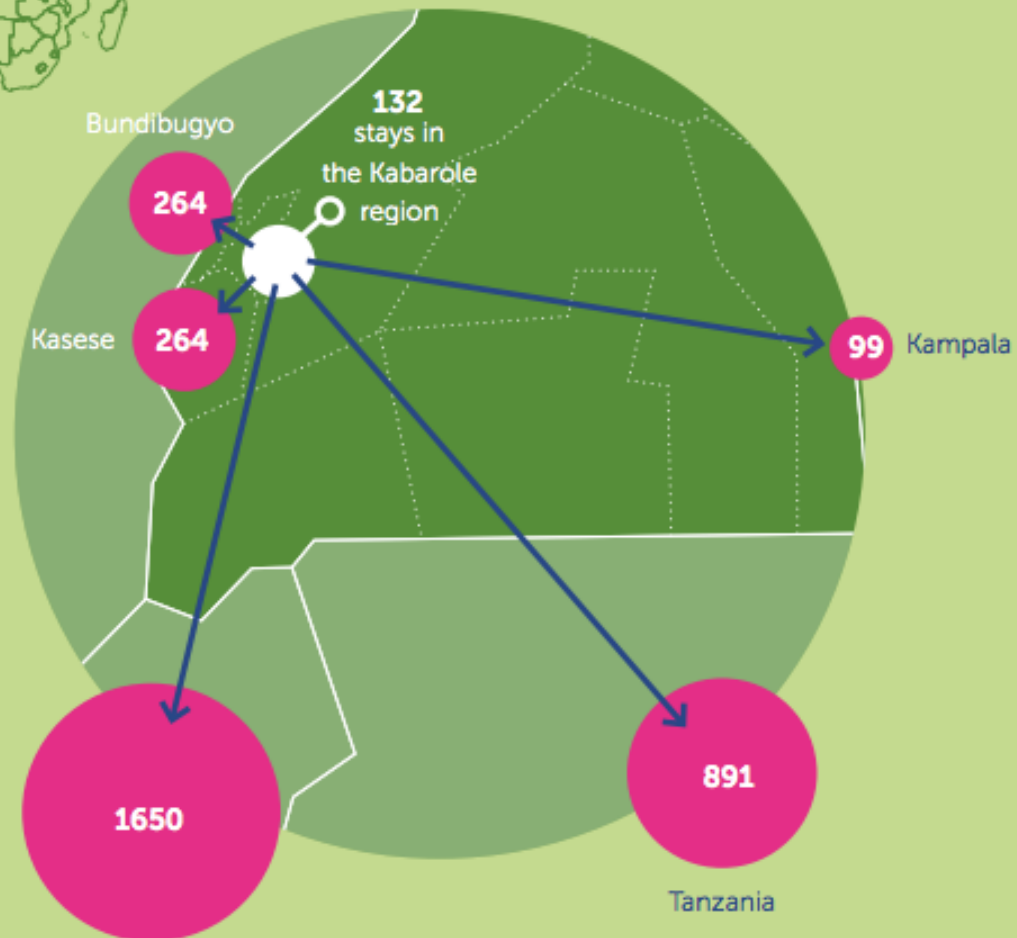 Bundibugyo
264
132
stays in
the Kabarole
region
Kasese
264
99
Kampala
1650
891
Tanzania